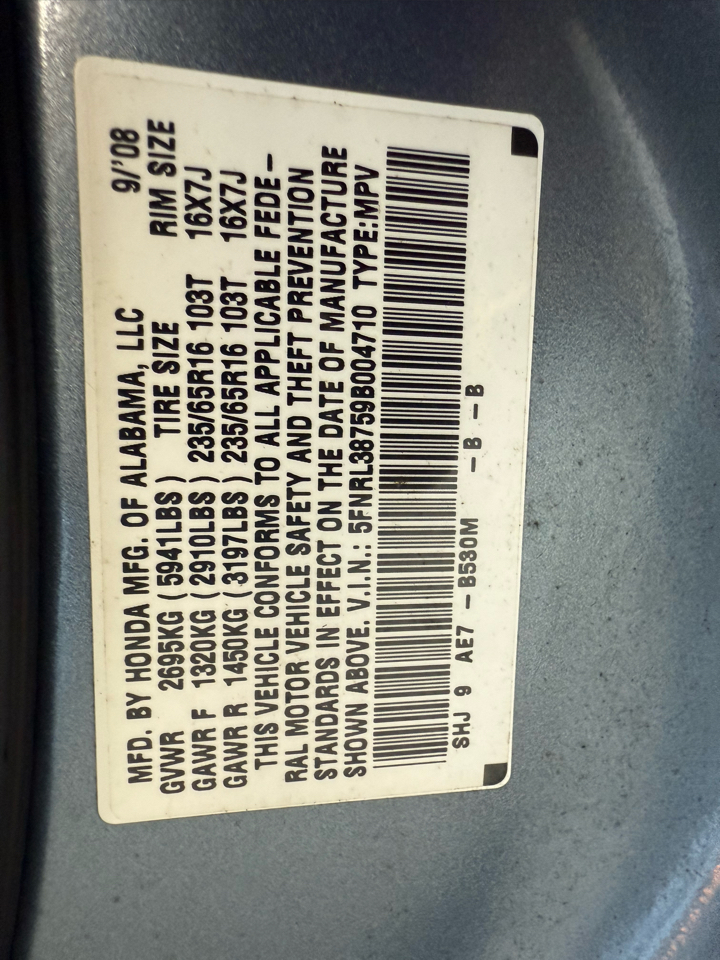 MFD. BY HONDA MFG. OF ALABAMA, LLC 9/'08
GVWR 2695KG (5941LBS) TIRE SIZE RIM SIZE
GAWR F 1320KG (2910LBS) 235/65R16 103T 16X7J
GAWR R 1450KG (3197LBS) 235/65R16 103T 16X7J
THIS VEHICLE CONFORMS TO ALL APPLICABLE FEDE-
RAL MOTOR VEHICLE SAFETY AND THEFT PREVENTION
STANDARDS IN EFFECT ON THE DATE OF MANUFACTURE
SHOWN ABOVE. V.I.N.: 5FNRL38759B004710 TYPE:MPV
SHJ 9 AE7 -B530M -B -B